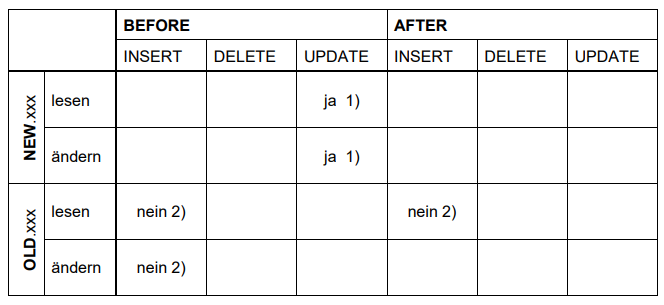 BEFORE AFTER
INSERT DELETE UPDATE INSERT DELETE UPDATE
NEW.xxx
lesen ja 1)
ändern ja 1)
OLD.xxx
lesen nein 2) nein 2)
ändern nein 2)